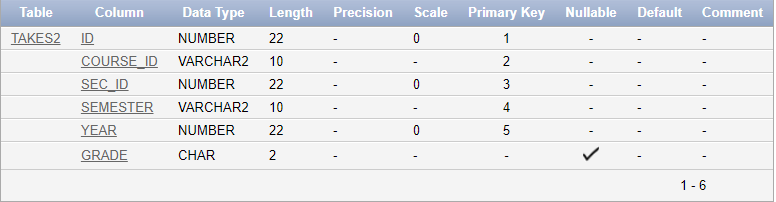 Table Column Data Type Length Precision Scale Primary Key Nullable Default Comment
TAKES2 ID NUMBER 22 - 0 1 - - -
COURSE_ID VARCHAR2 10 - - 2 - - -
SEC_ID NUMBER 22 - 0 3 - - -
SEMESTER VARCHAR2 10 - - 4 - - -
YEAR NUMBER 22 - 0 5 - - -
GRADE CHAR 2 - - - ✓ - -
1 - 6